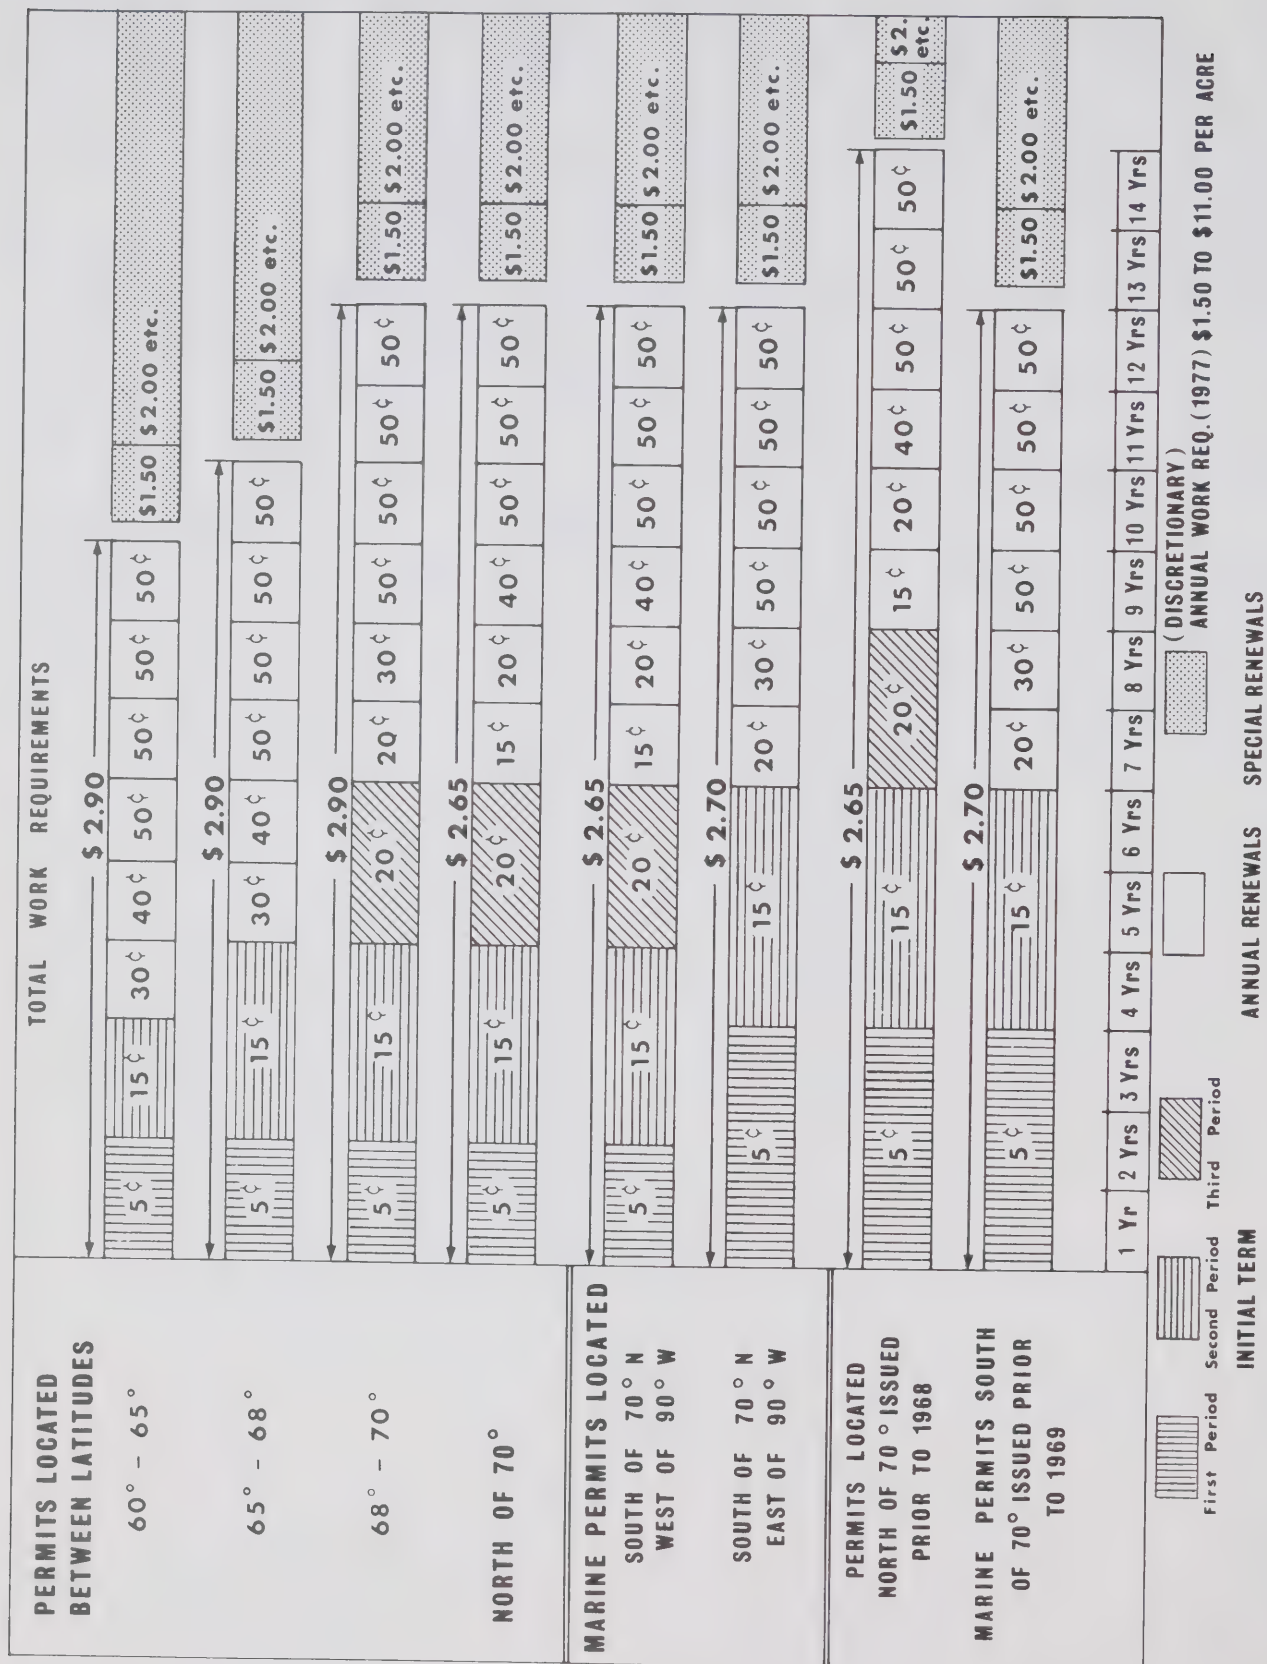 TOTAL WORK REQUIREMENTS
PERMITS LOCATED
BETWEEN LATITUDES
60° - 65°
$ 2.90
5¢ 15¢ 30¢ 40¢ 50¢ 50¢ 50¢ 50¢ $1.50 $2.00 etc.
65° - 68°
$ 2.90
5¢ 15¢ 30¢ 40¢ 50¢ 50¢ 50¢ 50¢ $1.50 $2.00 etc.
68° - 70°
$ 2.90
5¢ 15¢ 20¢ 20¢ 30¢ 50¢ 50¢ 50¢ 50¢ $1.50 $2.00 etc.
NORTH OF 70°
$ 2.65
5¢ 15¢ 20¢ 15¢ 20¢ 40¢ 50¢ 50¢ 50¢ $1.50 $2.00 etc.
MARINE PERMITS LOCATED
SOUTH OF 70° N
WEST OF 90° W
$ 2.65
5¢ 15¢ 20¢ 15¢ 20¢ 40¢ 50¢ 50¢ 50¢ $1.50 $2.00 etc.
SOUTH OF 70° N
EAST OF 90° W
$ 2.70
5¢ 15¢ 20¢ 30¢ 50¢ 50¢ 50¢ 50¢ $1.50 $2.00 etc.
PERMITS LOCATED
NORTH OF 70° ISSUED
PRIOR TO 1968
$ 2.65
5¢ 15¢ 20¢ 15¢ 20¢ 40¢ 50¢ 50¢ 50¢ $1.50 $2.
etc.
MARINE PERMITS SOUTH
OF 70° ISSUED PRIOR
TO 1969
$ 2.70
5¢ 15¢ 20¢ 30¢ 50¢ 50¢ 50¢ 50¢ $1.50 $2.00 etc.
1 Yr 2 Yrs 3 Yrs 4 Yrs 5 Yrs 6 Yrs 7 Yrs 8 Yrs 9 Yrs 10 Yrs 11 Yrs 12 Yrs 13 Yrs 14 Yrs
(DISCRETIONARY)
ANNUAL WORK REQ. (1977) $1.50 TO $11.00 PER ACRE
First Period Second Period Third Period
INITIAL TERM ANNUAL RENEWALS SPECIAL RENEWALS